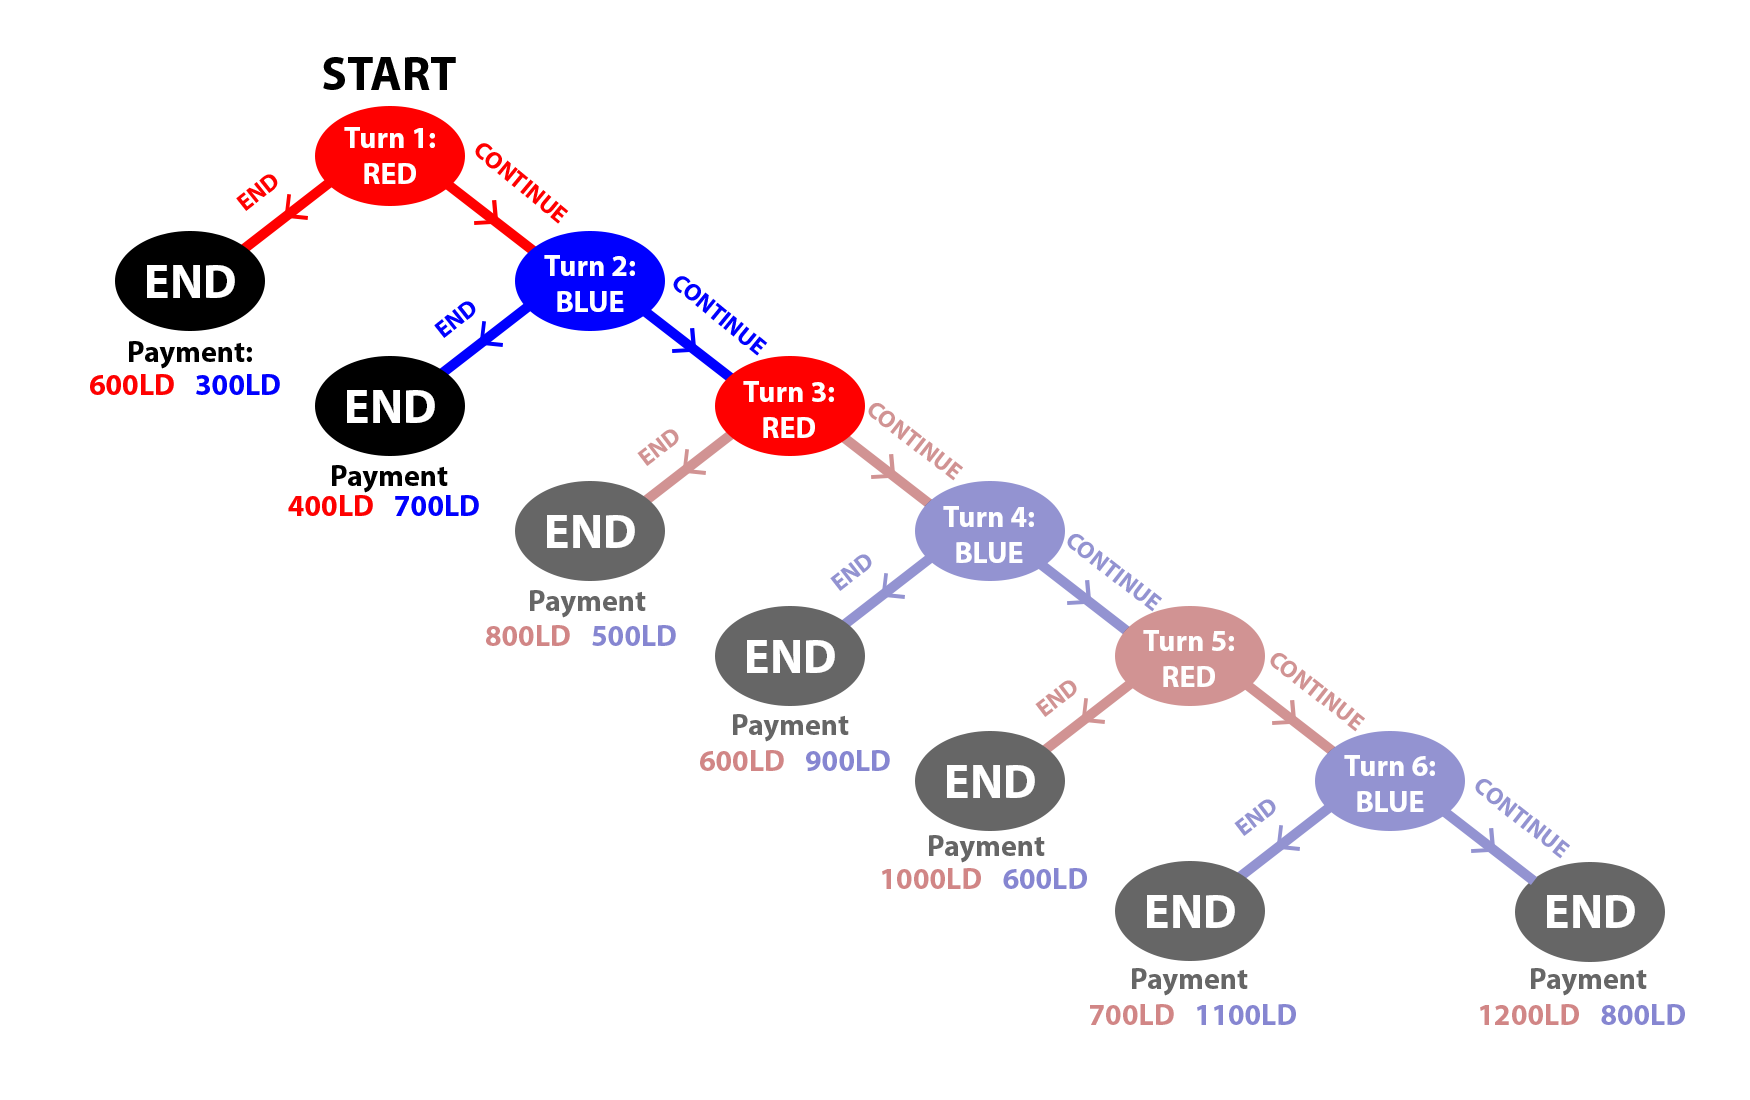 START
Turn 1:
RED
END
CONTINUE
END
Payment:
600LD 300LD
Turn 2:
BLUE
END
CONTINUE
END
Payment
400LD 700LD
Turn 3:
RED
END
CONTINUE
END
Payment
800LD 500LD
Turn 4:
BLUE
END
CONTINUE
END
Payment
600LD 900LD
Turn 5:
RED
END
CONTINUE
END
Payment
1000LD 600LD
Turn 6:
BLUE
END
CONTINUE
END
Payment
700LD 1100LD
END
Payment
1200LD 800LD